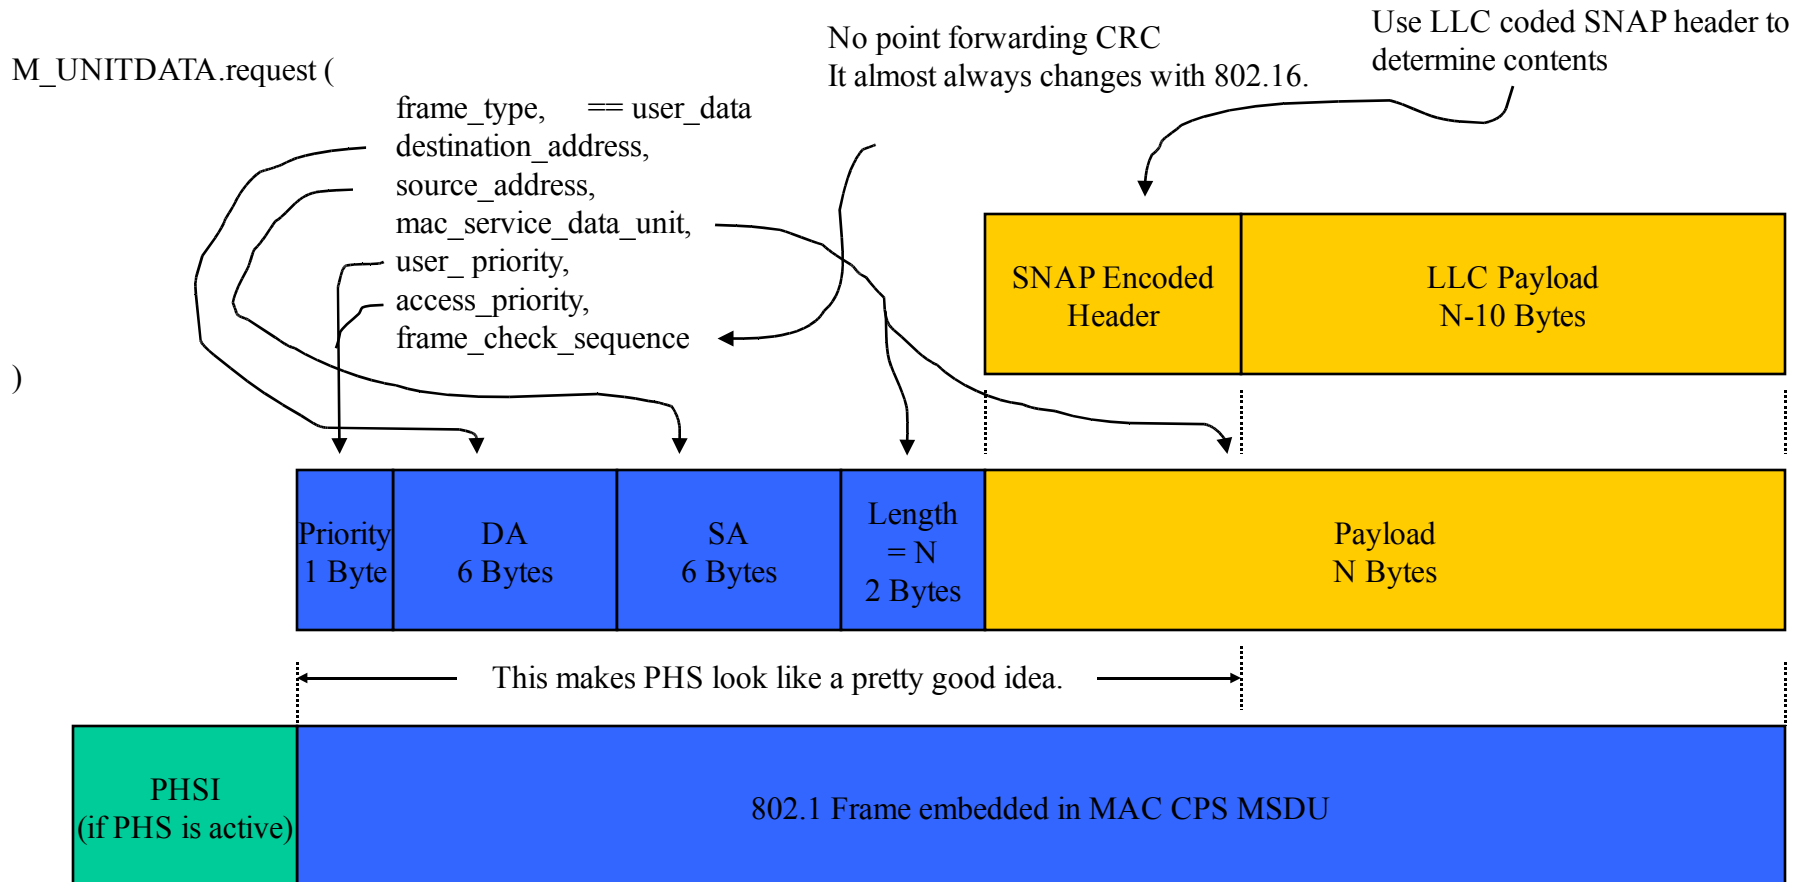 M_UNITDATA.request (
frame_type, == user_data
destination_address,
source_address,
mac_service_data_unit,
user_ priority,
access_priority,
frame_check_sequence
)
No point forwarding CRC
It almost always changes with 802.16.
Use LLC coded SNAP header to
determine contents
SNAP Encoded
Header
LLC Payload
N-10 Bytes
Priority
1 Byte
DA
6 Bytes
SA
6 Bytes
Length
= N
2 Bytes
Payload
N Bytes
This makes PHS look like a pretty good idea.
PHSI
(if PHS is active)
802.1 Frame embedded in MAC CPS MSDU